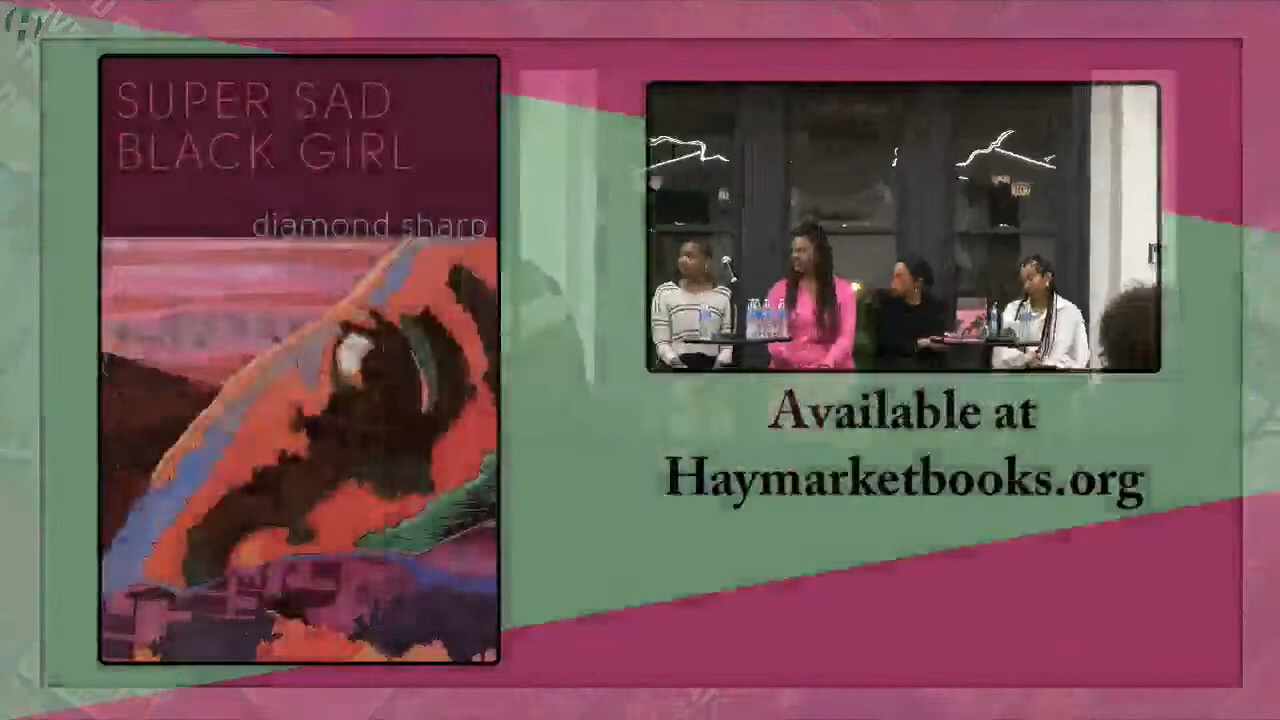 SUPER SAD
BLACK GIRL
diamond sharp
Available at
Haymarketbooks.org